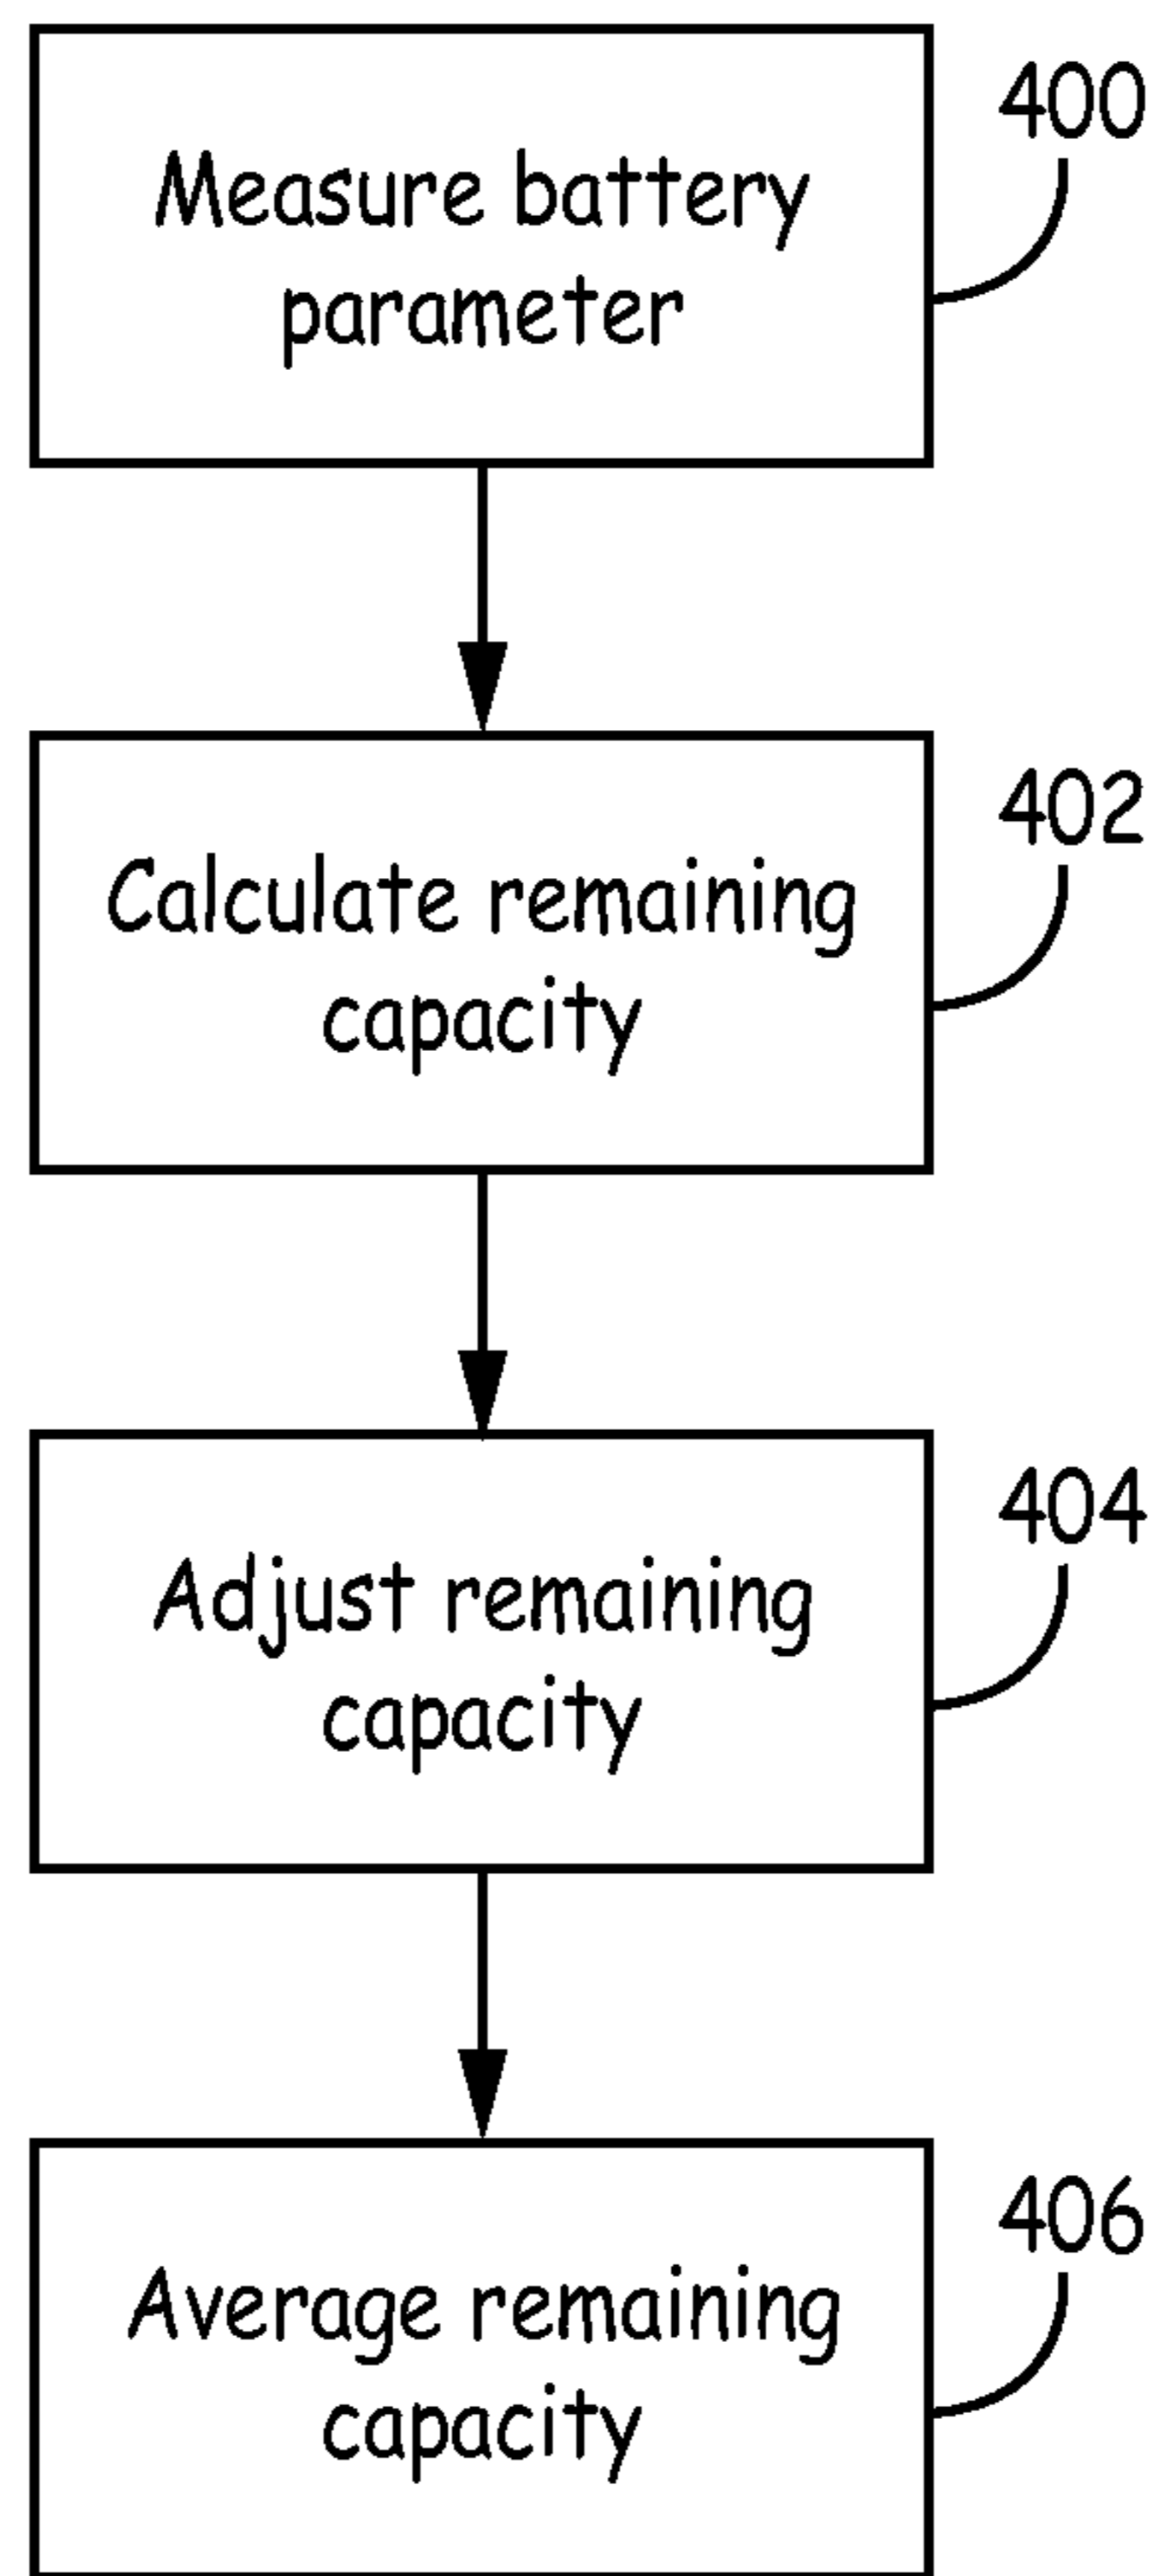 400
Measure battery
parameter
402
Calculate remaining
capacity
404
Adjust remaining
capacity
406
Average remaining
capacity